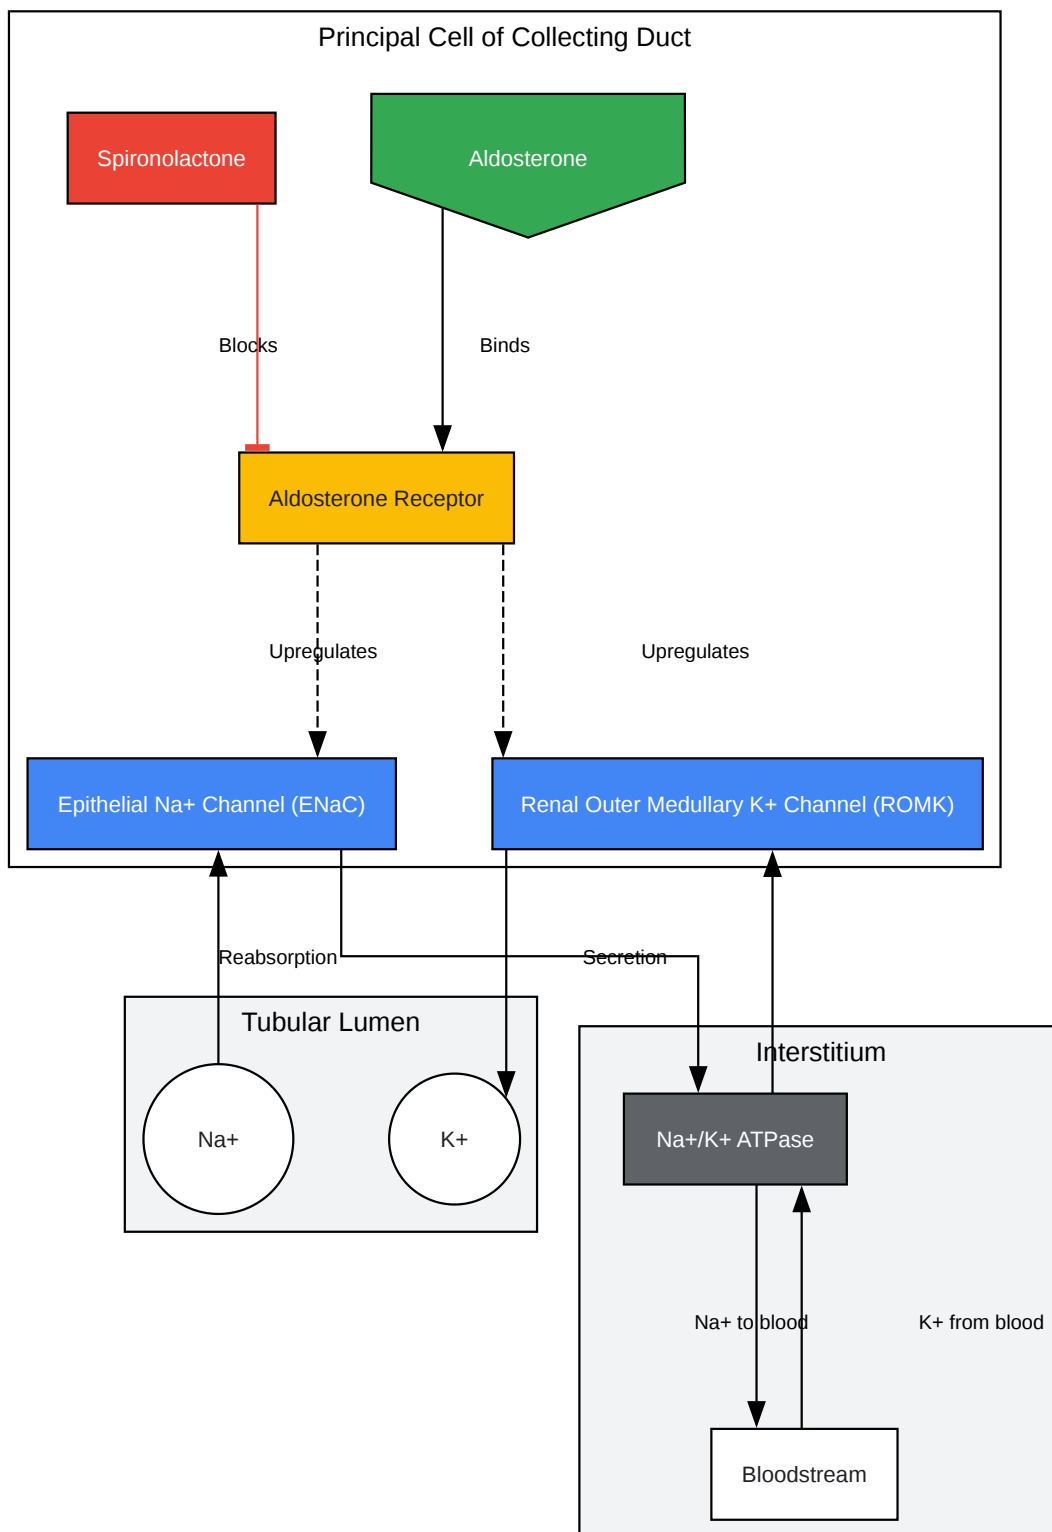 Principal Cell of Collecting Duct
Spironolactone
Aldosterone
Blocks
Binds
Aldosterone Receptor
Upregulates
Upregulates
Epithelial Na+ Channel (ENaC)
Renal Outer Medullary K+ Channel (ROMK)
Reabsorption
Secretion
Tubular Lumen
Interstitium
Na+
K+
Na+/K+ ATPase
Na+ to blood
K+ from blood
Bloodstream